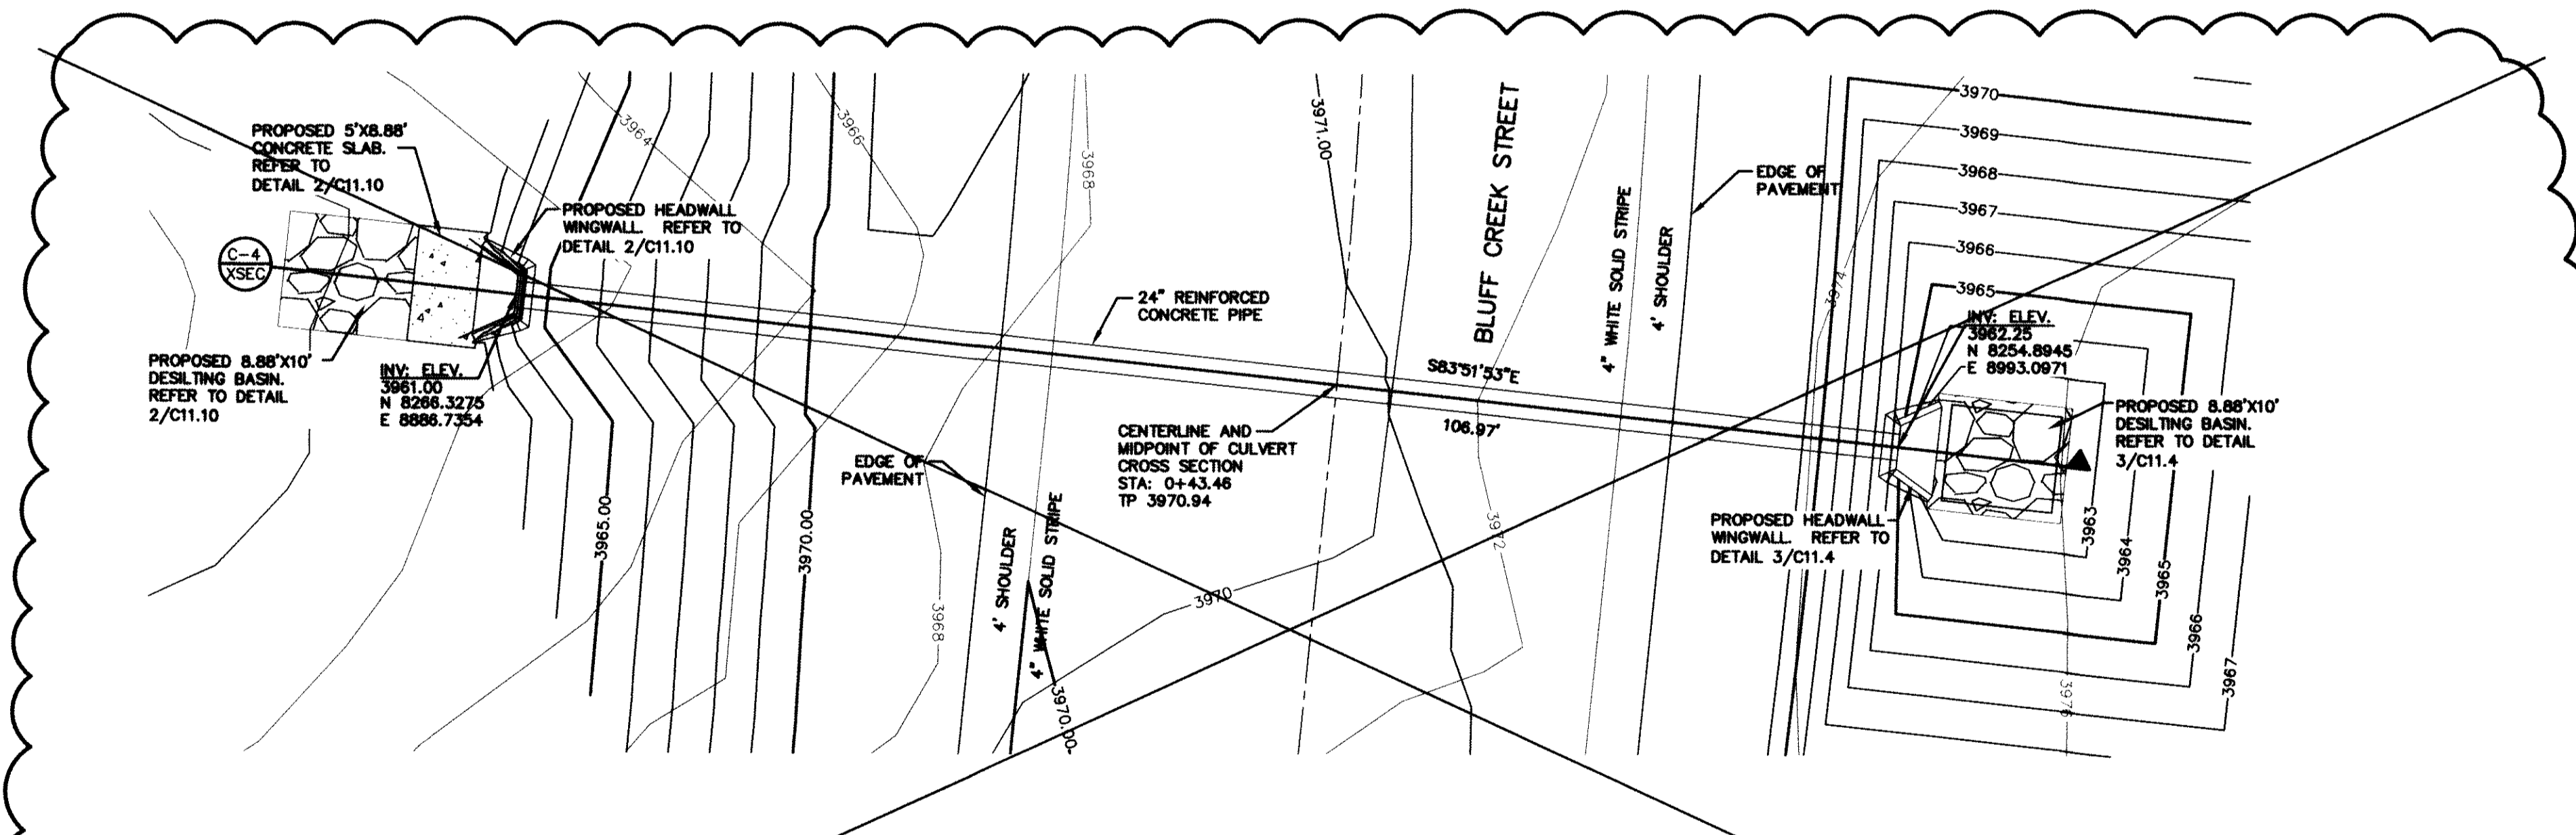 PROPOSED 5'X8.88'
CONCRETE SLAB.
REFER TO
DETAIL 2/C11.10
C-4
XSEC
PROPOSED HEADWALL
WINGWALL. REFER TO
DETAIL 2/C11.10
PROPOSED 8.88'X10'
DESILTING BASIN.
REFER TO DETAIL
2/C11.10
INV: ELEV.
3961.00
N 8266.3275
E 8886.7354
3964
3966
3968
3965.00
3970.00
EDGE OF
PAVEMENT
3968
4' SHOULDER
4" WHITE SOLID STRIPE
3970.00
24" REINFORCED
CONCRETE PIPE
CENTERLINE AND
MIDPOINT OF CULVERT
CROSS SECTION
STA: 0+43.46
TP 3970.94
3970
3971.00
S83°51'53"E
106.97'
BLUFF CREEK STREET
3972
4" WHITE SOLID STRIPE
4' SHOULDER
EDGE OF
PAVEMENT
3974
3970
3969
3968
3967
3966
3965
INV: ELEV.
3962.25
N 8254.8945
E 8993.0971
PROPOSED 8.88'X10'
DESILTING BASIN.
REFER TO DETAIL
3/C11.4
PROPOSED HEADWALL
WINGWALL. REFER TO
DETAIL 3/C11.4
3963
3964
3965
3966
3967
3976